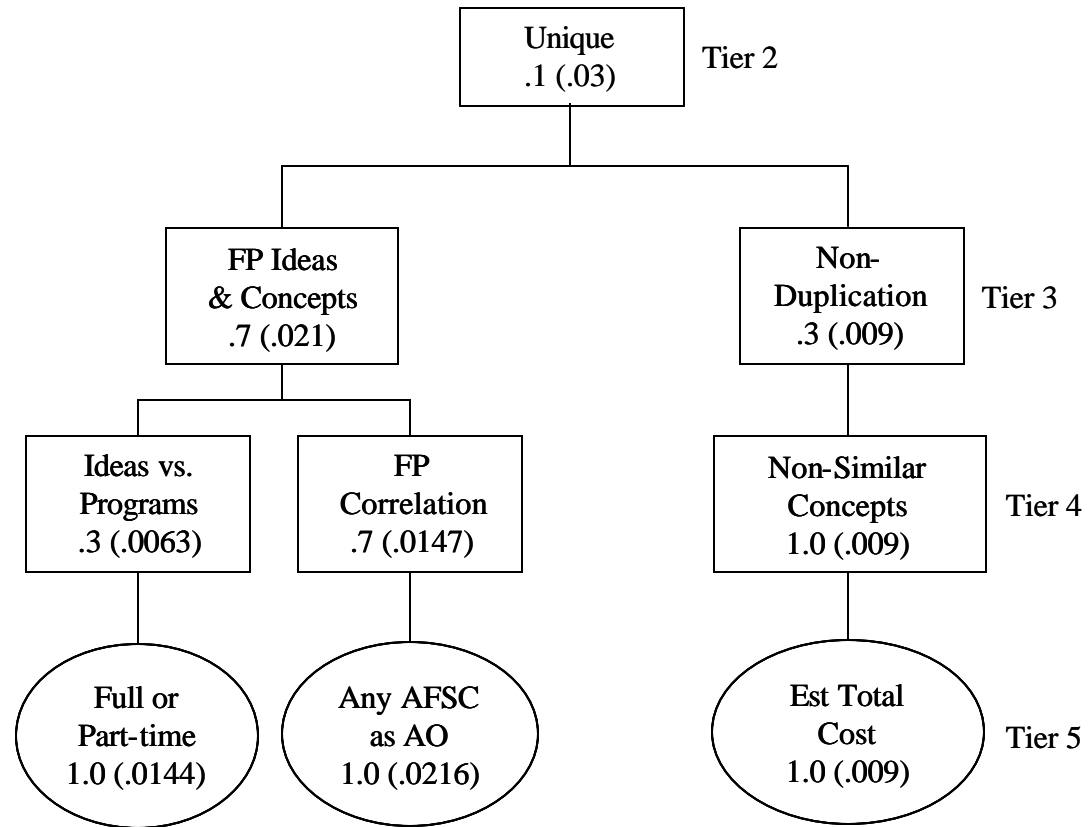 Unique
.1 (.03)
Tier 2
FP Ideas
& Concepts
.7 (.021)
Non-
Duplication
.3 (.009)
Tier 3
Ideas vs.
Programs
.3 (.0063)
FP
Correlation
.7 (.0147)
Non-Similar
Concepts
1.0 (.009)
Tier 4
Full or
Part-time
1.0 (.0144)
Any AFSC
as AO
1.0 (.0216)
Est Total
Cost
1.0 (.009)
Tier 5